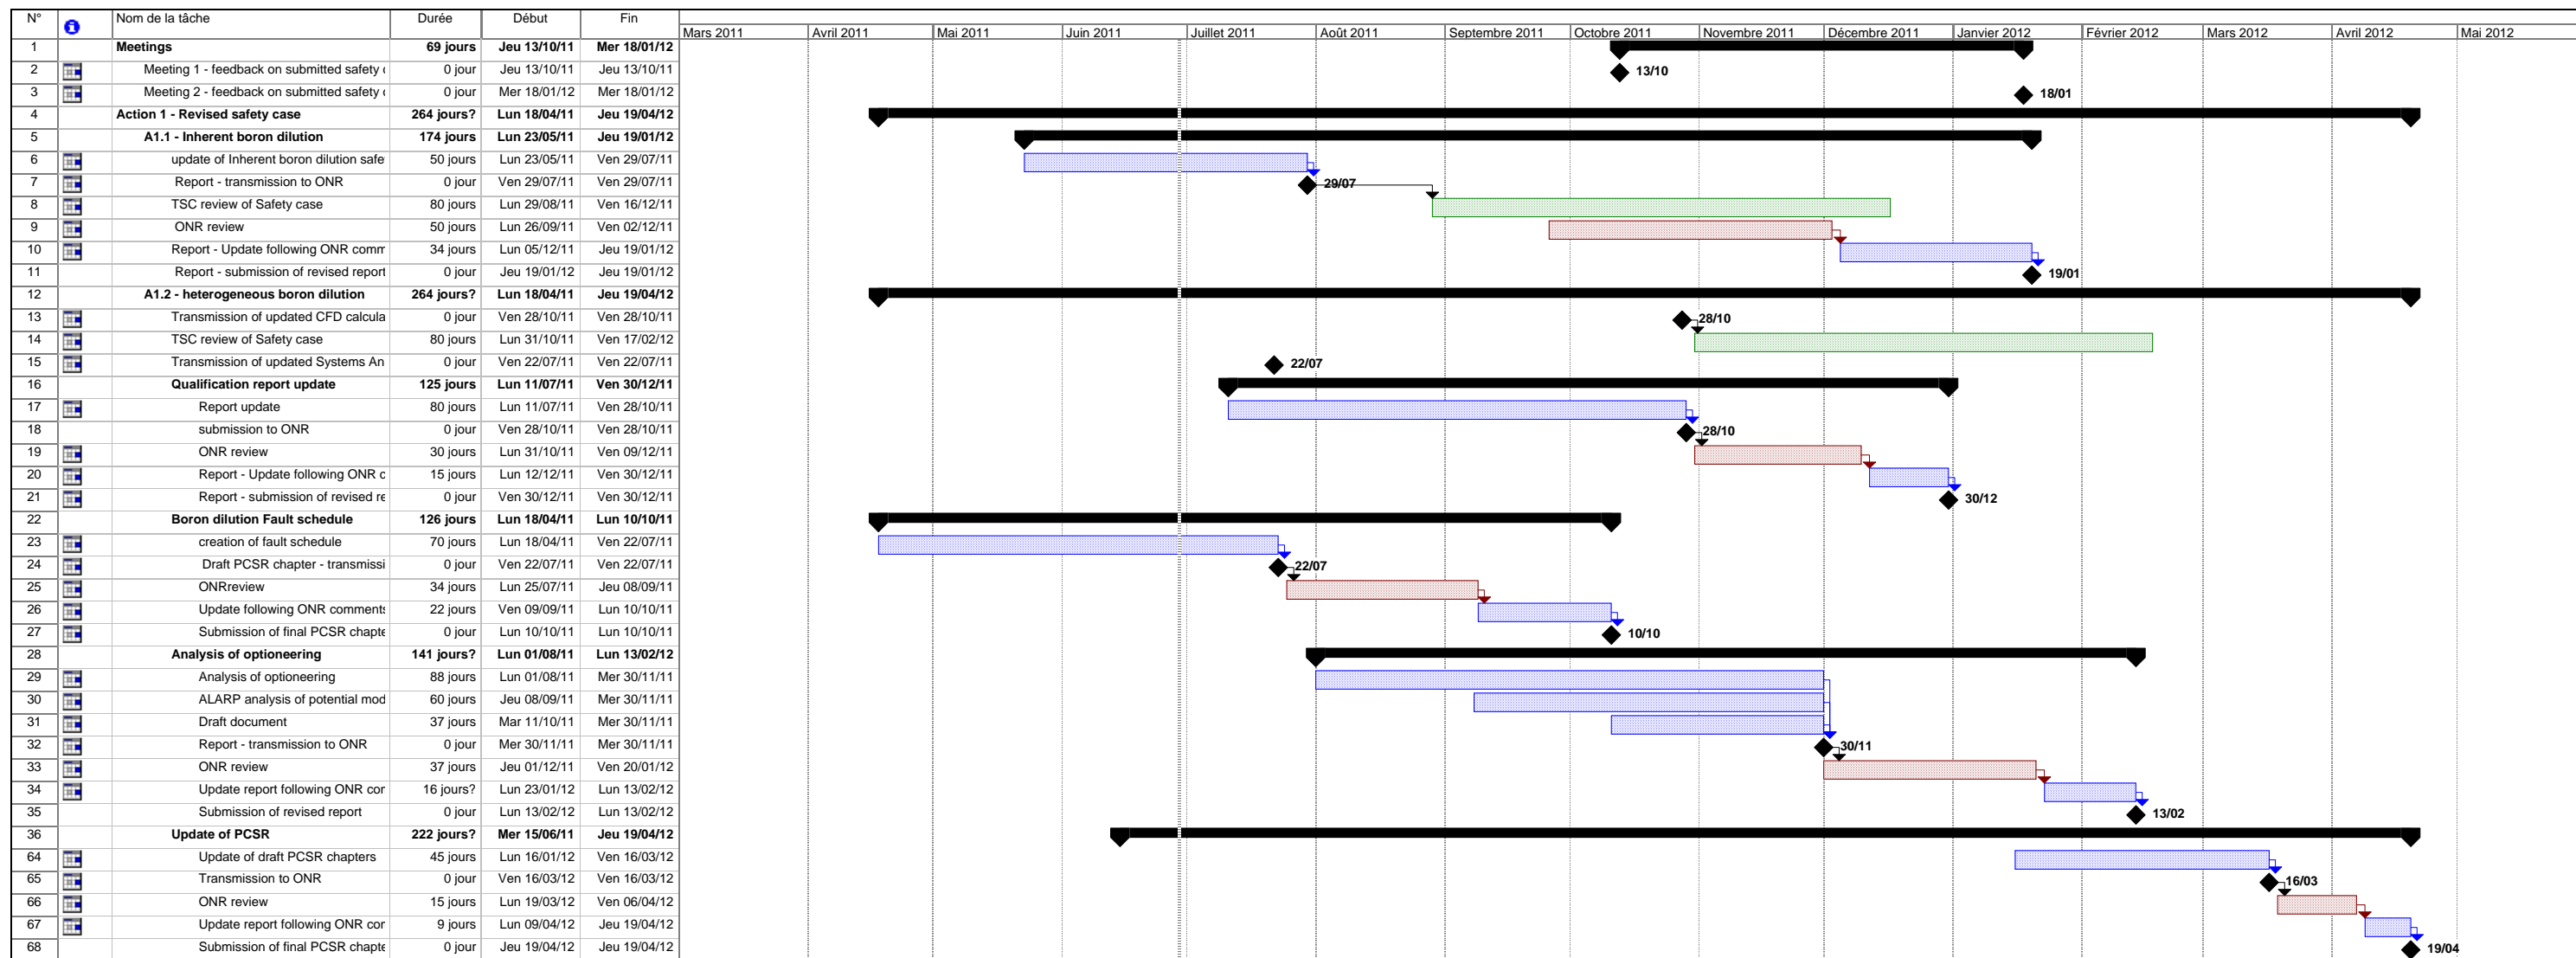 N° Nom de la tâche Durée Début Fin
Mars 2011 Avril 2011 Mai 2011 Juin 2011 Juillet 2011 Août 2011 Septembre 2011 Octobre 2011 Novembre 2011 Décembre 2011 Janvier 2012 Février 2012 Mars 2012 Avril 2012 Mai 2012
1 Meetings 69 jours Jeu 13/10/11 Mer 18/01/12
2 Meeting 1 - feedback on submitted safety 0 jour Jeu 13/10/11 Jeu 13/10/11 13/10
3 Meeting 2 - feedback on submitted safety 0 jour Mer 18/01/12 Mer 18/01/12 18/01
4 Action 1 - Revised safety case 264 jours? Lun 18/04/11 Jeu 19/04/12
5 A1.1 - Inherent boron dilution 174 jours Lun 23/05/11 Jeu 19/01/12
6 update of Inherent boron dilution safe 50 jours Lun 23/05/11 Ven 29/07/11
7 Report - transmission to ONR 0 jour Ven 29/07/11 Ven 29/07/11 29/07
8 TSC review of Safety case 80 jours Lun 29/08/11 Ven 16/12/11
9 ONR review 50 jours Lun 26/09/11 Ven 02/12/11
10 Report - Update following ONR comm 34 jours Lun 05/12/11 Jeu 19/01/12
11 Report - submission of revised report 0 jour Jeu 19/01/12 Jeu 19/01/12 19/01
12 A1.2 - heterogeneous boron dilution 264 jours? Lun 18/04/11 Jeu 19/04/12
13 Transmission of updated CFD calcula 0 jour Ven 28/10/11 Ven 28/10/11 28/10
14 TSC review of Safety case 80 jours Lun 31/10/11 Ven 17/02/12
15 Transmission of updated Systems An 0 jour Ven 22/07/11 Ven 22/07/11 22/07
16 Qualification report update 125 jours Lun 11/07/11 Ven 30/12/11
17 Report update 80 jours Lun 11/07/11 Ven 28/10/11
18 submission to ONR 0 jour Ven 28/10/11 Ven 28/10/11 28/10
19 ONR review 30 jours Lun 31/10/11 Ven 09/12/11
20 Report - Update following ONR c 15 jours Lun 12/12/11 Ven 30/12/11
21 Report - submission of revised re 0 jour Ven 30/12/11 Ven 30/12/11 30/12
22 Boron dilution Fault schedule 126 jours Lun 18/04/11 Lun 10/10/11
23 creation of fault schedule 70 jours Lun 18/04/11 Ven 22/07/11
24 Draft PCSR chapter - transmissi 0 jour Ven 22/07/11 Ven 22/07/11 22/07
25 ONRreview 34 jours Lun 25/07/11 Jeu 08/09/11
26 Update following ONR comments 22 jours Ven 09/09/11 Lun 10/10/11
27 Submission of final PCSR chapte 0 jour Lun 10/10/11 Lun 10/10/11 10/10
28 Analysis of optioneering 141 jours? Lun 01/08/11 Lun 13/02/12
29 Analysis of optioneering 88 jours Lun 01/08/11 Mer 30/11/11
30 ALARP analysis of potential mod 60 jours Jeu 08/09/11 Mer 30/11/11
31 Draft document 37 jours Mar 11/10/11 Mer 30/11/11
32 Report - transmission to ONR 0 jour Mer 30/11/11 Mer 30/11/11 30/11
33 ONR review 37 jours Jeu 01/12/11 Ven 20/01/12
34 Update report following ONR cor 16 jours? Lun 23/01/12 Lun 13/02/12
35 Submission of revised report 0 jour Lun 13/02/12 Lun 13/02/12 13/02
36 Update of PCSR 222 jours? Mer 15/06/11 Jeu 19/04/12
64 Update of draft PCSR chapters 45 jours Lun 16/01/12 Ven 16/03/12
65 Transmission to ONR 0 jour Ven 16/03/12 Ven 16/03/12 16/03
66 ONR review 15 jours Lun 19/03/12 Ven 06/04/12
67 Update report following ONR cor 9 jours Lun 09/04/12 Jeu 19/04/12
68 Submission of final PCSR chapte 0 jour Jeu 19/04/12 Jeu 19/04/12 19/04